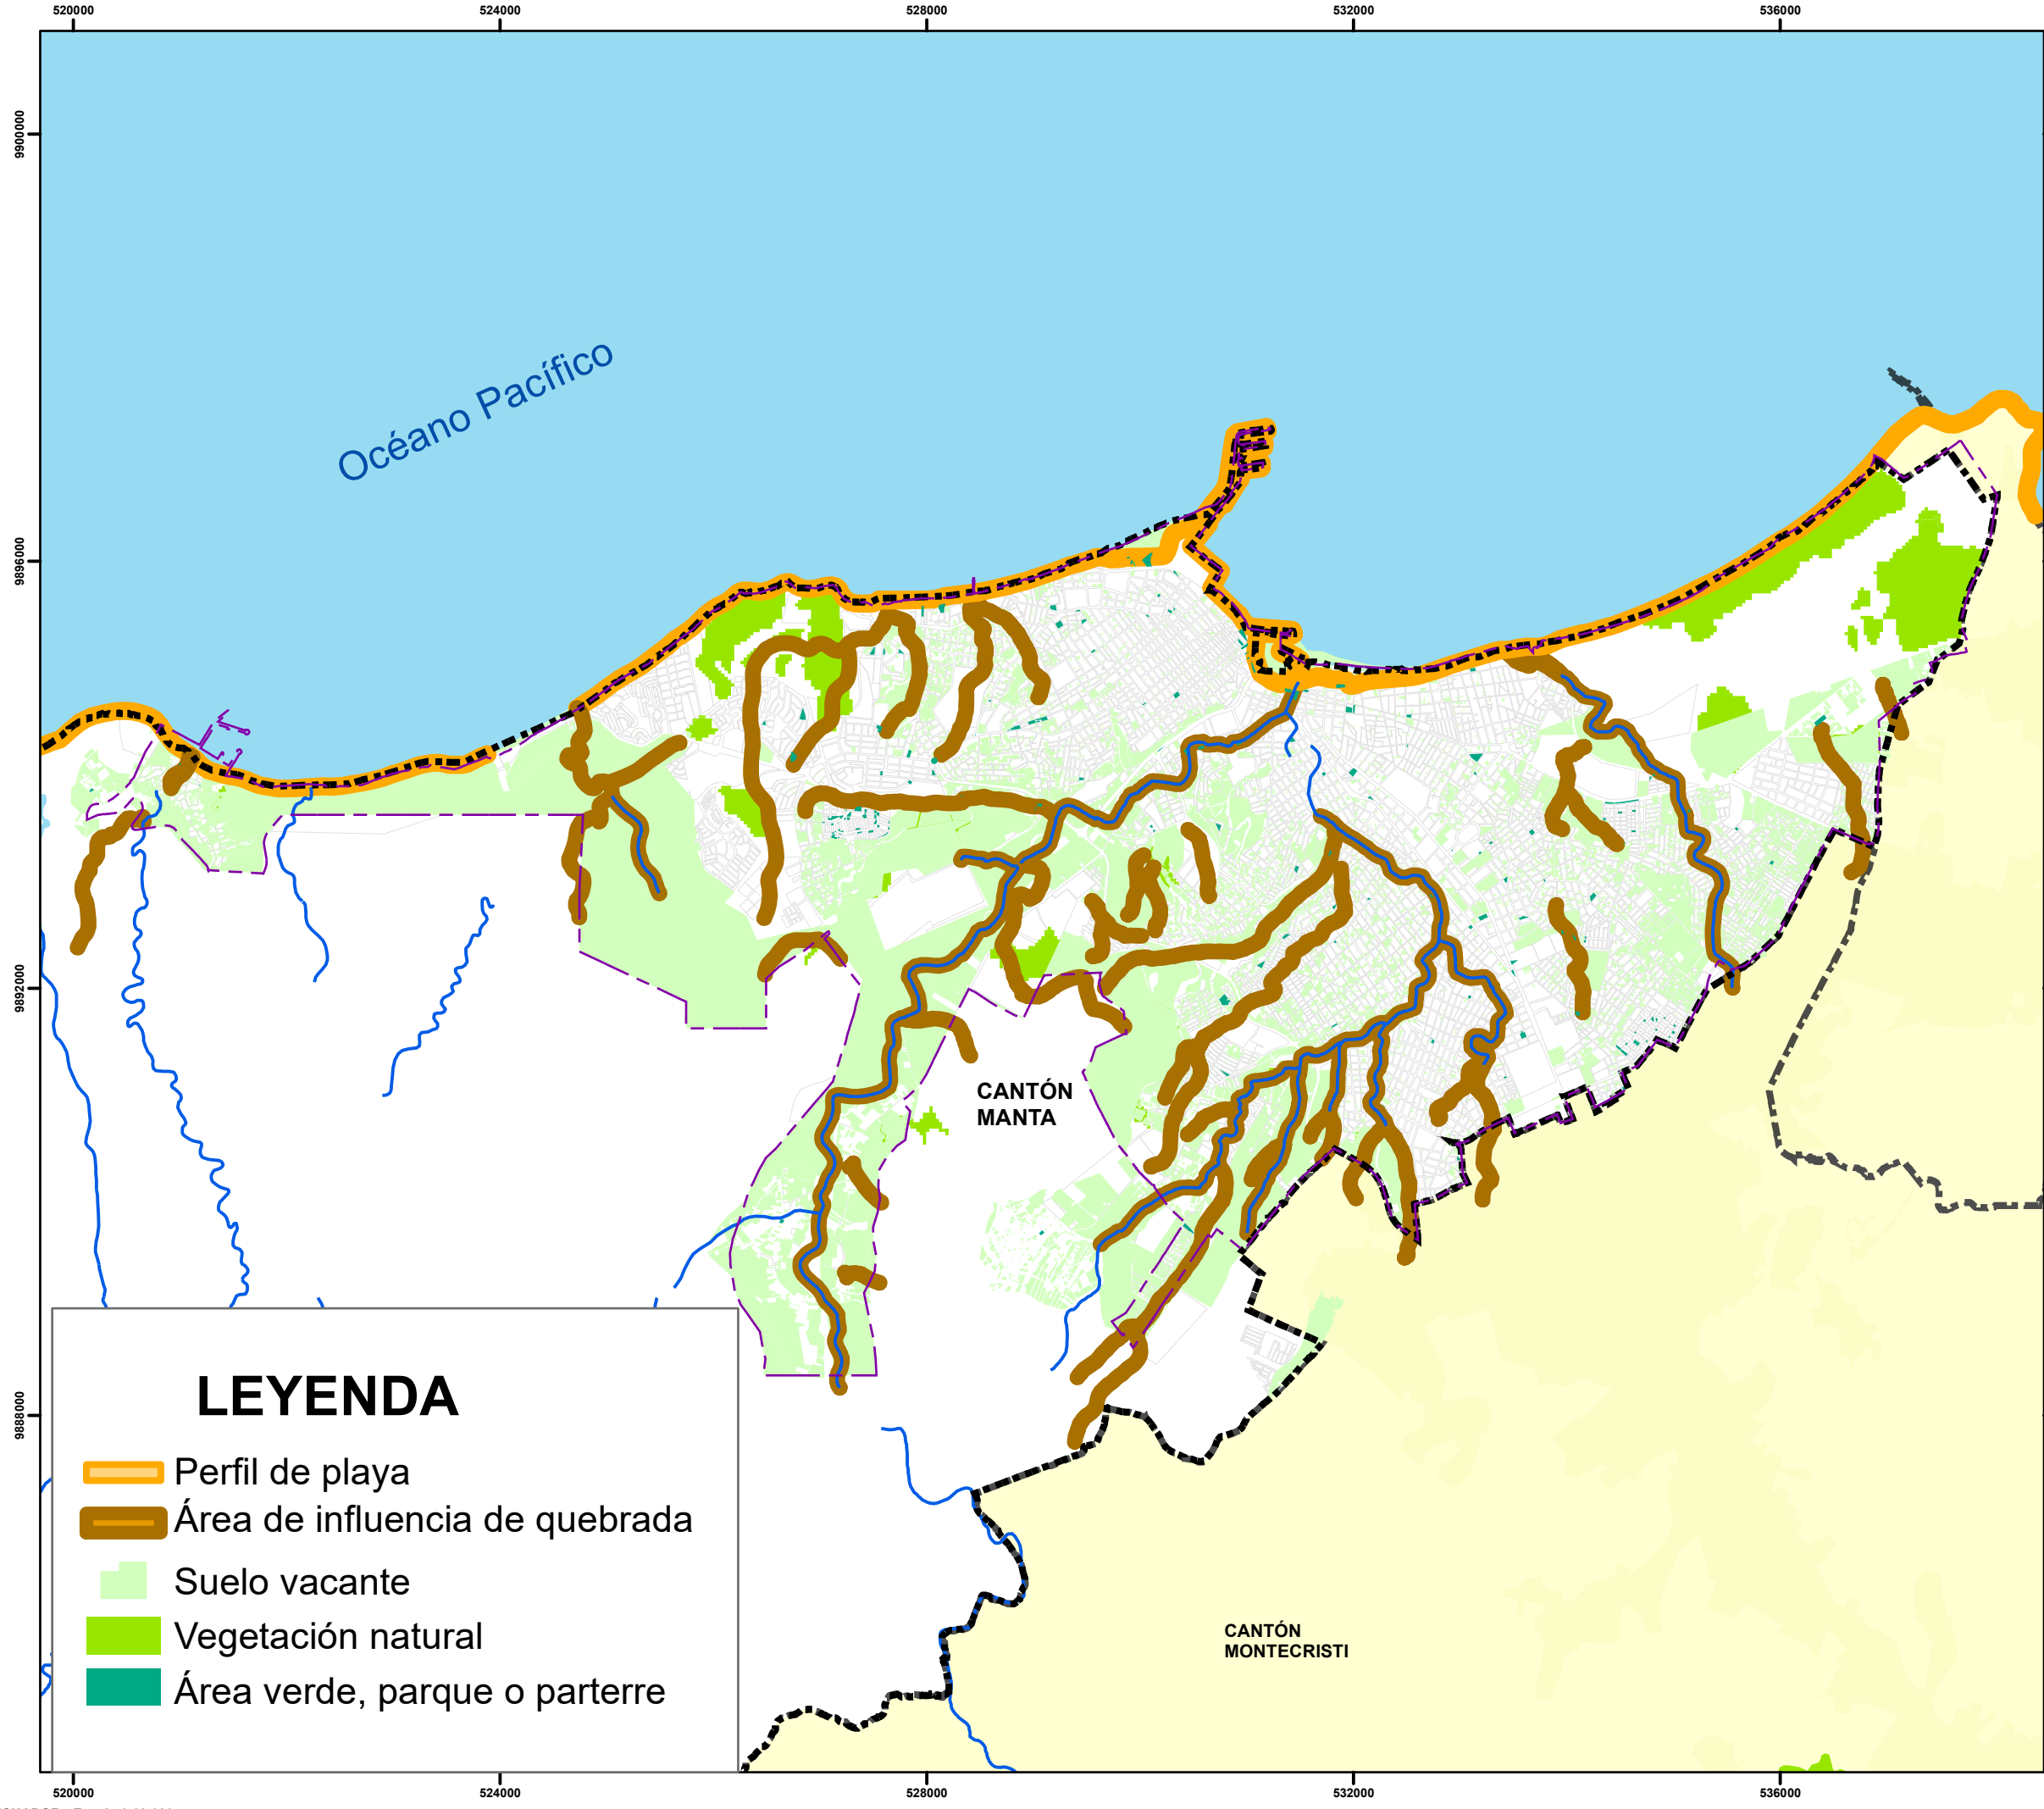 520000
524000
528000
532000
536000
9900000
Océano Pacífico
9896000
9892000
CANTÓN
MANTA
9888000
LEYENDA
Perfil de playa
Área de influencia de quebrada
Suelo vacante
Vegetación natural
Área verde, parque o parterre
CANTÓN
MONTECRISTI
520000
524000
528000
532000
536000